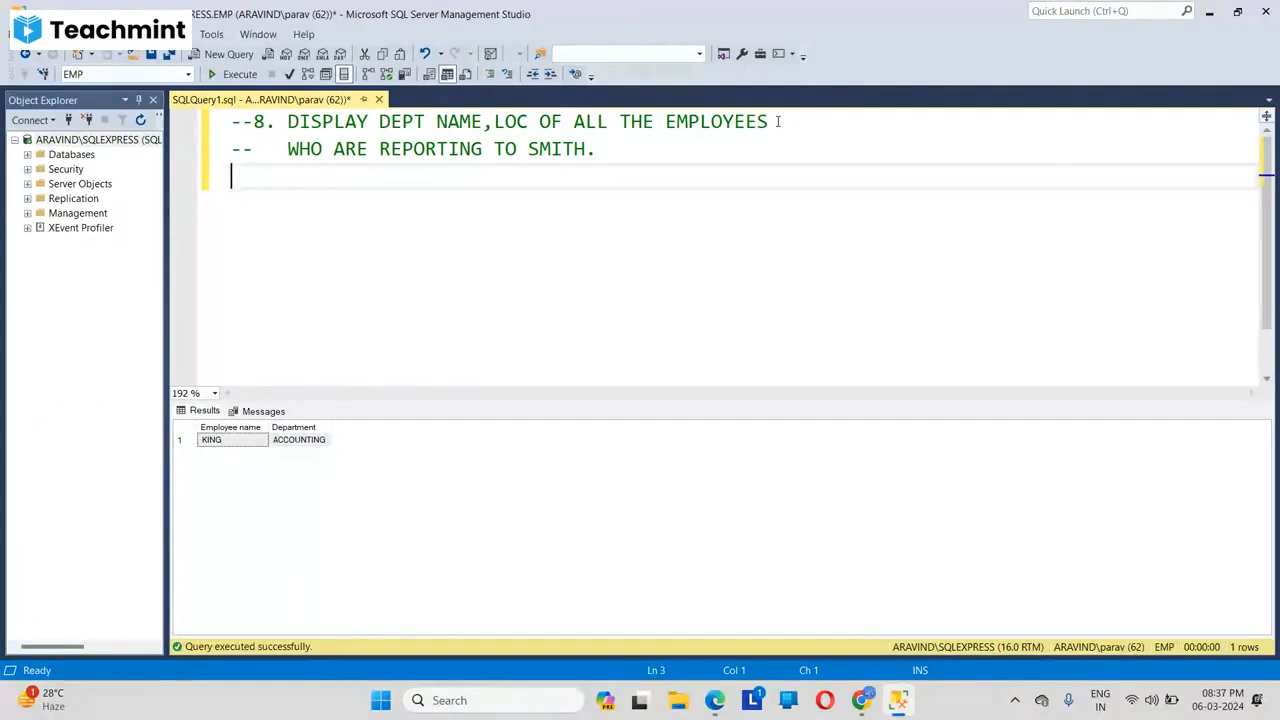 RESS.EMP (ARAVIND\parav (62))* - Microsoft SQL Server Management Studio
Quick Launch (Ctrl+Q)
Teachmint
Tools Window Help
New Query
EMP
Execute
Object Explorer
SQLQuery1.sql - A...RAVIND\parav (62))*
Connect
ARAVIND\SQLEXPRESS (SQL
Databases
Security
Server Objects
Replication
Management
XEvent Profiler
--8. DISPLAY DEPT NAME,LOC OF ALL THE EMPLOYEES
-- WHO ARE REPORTING TO SMITH.
192 %
Results Messages
Employee name Department
1 KING ACCOUNTING
Query executed successfully.
ARAVIND\SQLEXPRESS (16.0 RTM) ARAVIND\parav (62) EMP 00:00:00 1 rows
Ready Ln 3 Col 1 Ch 1 INS
1
28°C
Haze
Search
PRE
1
ENG
IN
08:37 PM
06-03-2024